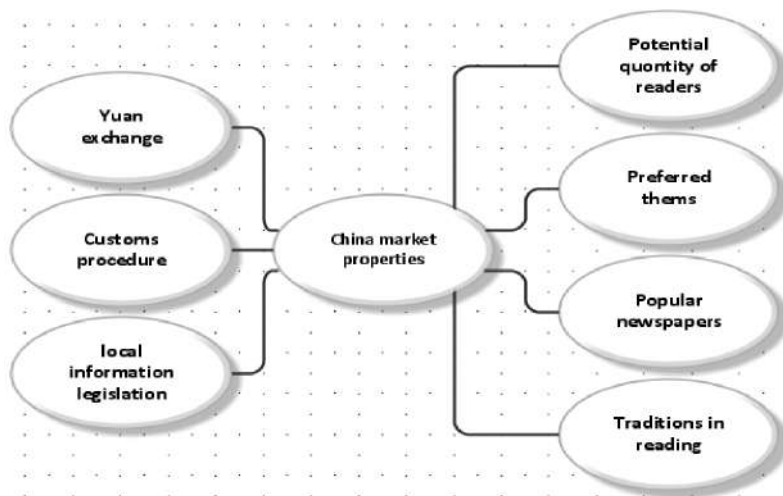 Yuan
exchange
Customs
procedure
local
information
legislation
China market
properties
Potential
quontity of
readers
Preferred
thems
Popular
newspapers
Traditions in
reading